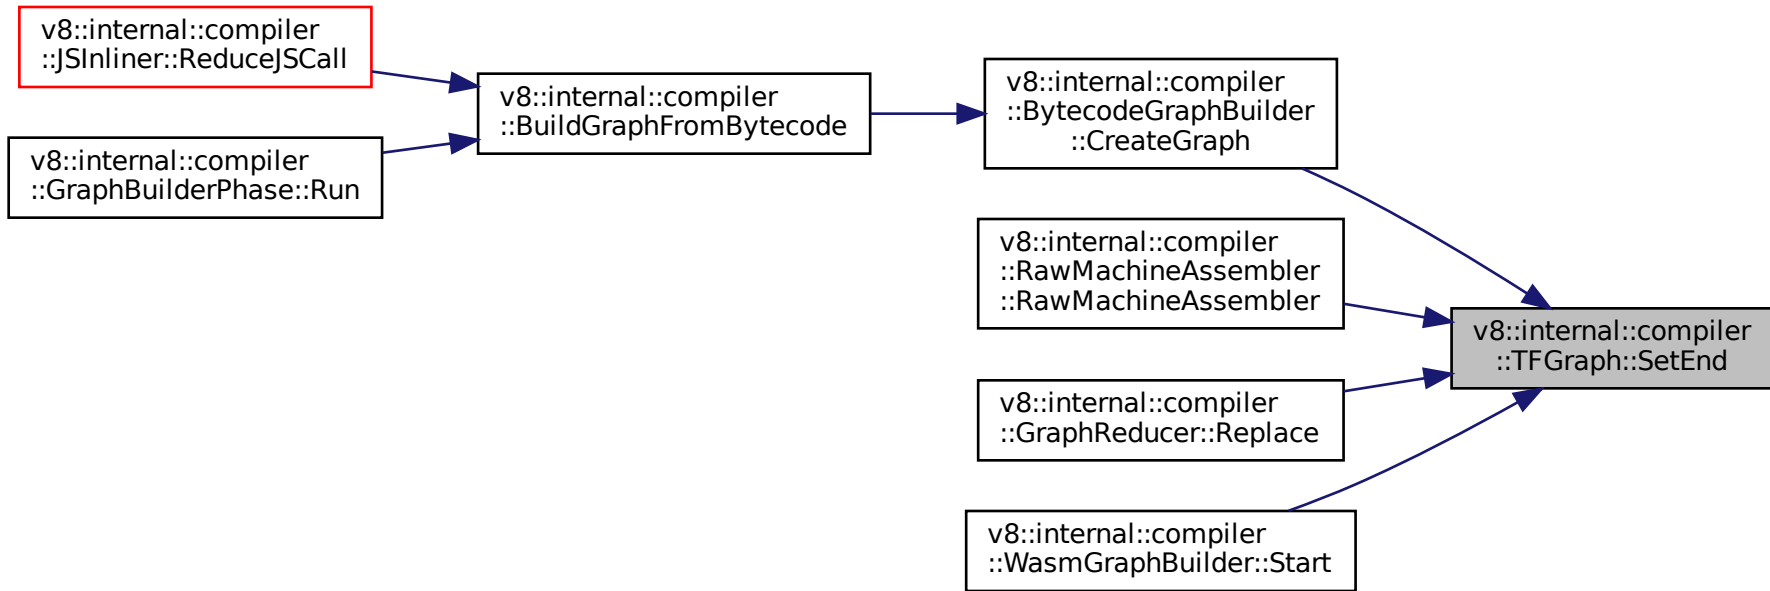 v8::internal::compiler
::JSInliner::ReduceJSCall
v8::internal::compiler
::GraphBuilderPhase::Run
v8::internal::compiler
::BuildGraphFromBytecode
v8::internal::compiler
::BytecodeGraphBuilder
::CreateGraph
v8::internal::compiler
::RawMachineAssembler
::RawMachineAssembler
v8::internal::compiler
::GraphReducer::Replace
v8::internal::compiler
::WasmGraphBuilder::Start
v8::internal::compiler
::TFGraph::SetEnd